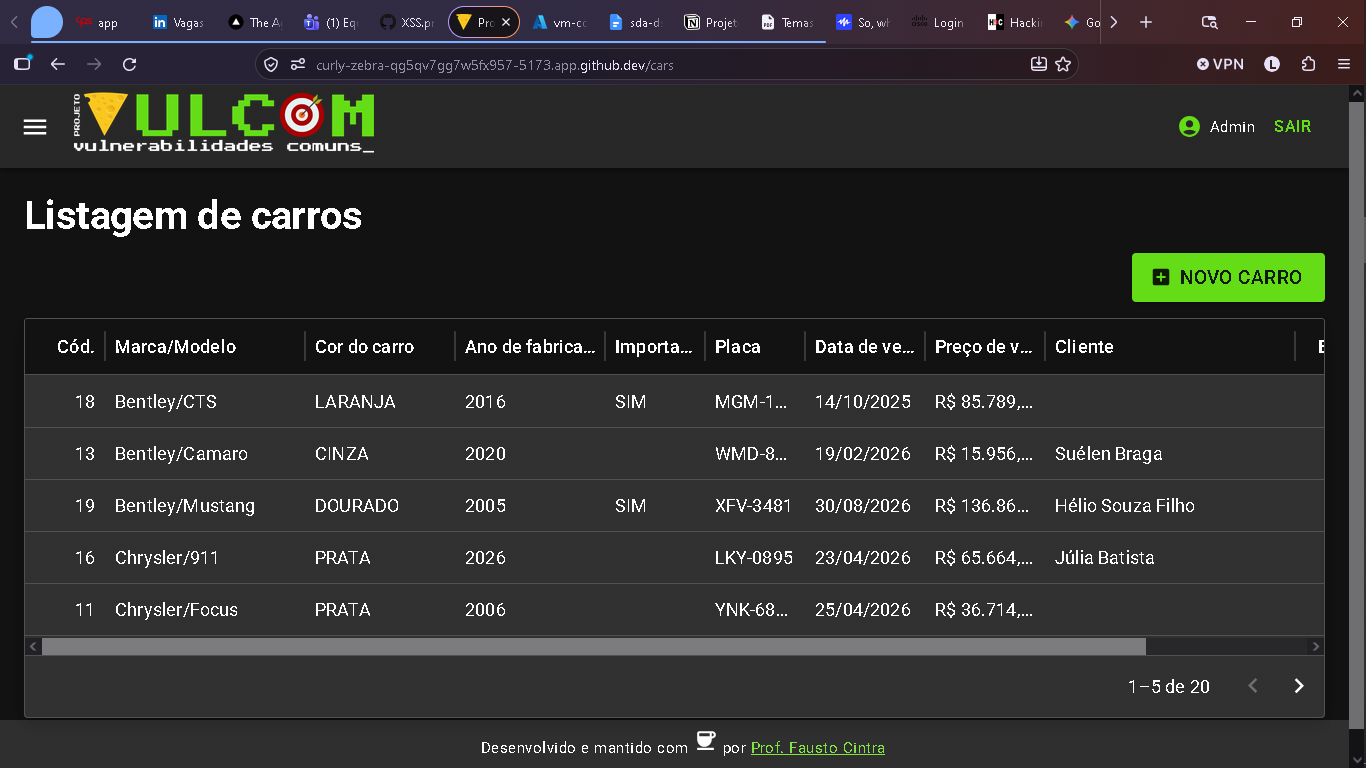 app
Vagas
The A
(1) Eq
XSS.pr
Pro
vm-co
sda-d
Projet
Temas
So, wh
Login
Hacki
Go
curly-zebra-qg5qv7gg7w5fx957-5173.app.github.dev/cars
VPN
L
PROJETO
VULCOM
vulnerabilidades comuns_
Admin
SAIR
Listagem de carros
NOVO CARRO
Cód. Marca/Modelo Cor do carro Ano de fabrica... Importa... Placa Data de ve... Preço de v... Cliente
18 Bentley/CTS LARANJA 2016 SIM MGM-1... 14/10/2025 R$ 85.789,...
13 Bentley/Camaro CINZA 2020 WMD-8... 19/02/2026 R$ 15.956,... Suélen Braga
19 Bentley/Mustang DOURADO 2005 SIM XFV-3481 30/08/2026 R$ 136.86... Hélio Souza Filho
16 Chrysler/911 PRATA 2026 LKY-0895 23/04/2026 R$ 65.664,... Júlia Batista
11 Chrysler/Focus PRATA 2006 YNK-68... 25/04/2026 R$ 36.714,...
1–5 de 20
Desenvolvido e mantido com por Prof. Fausto Cintra